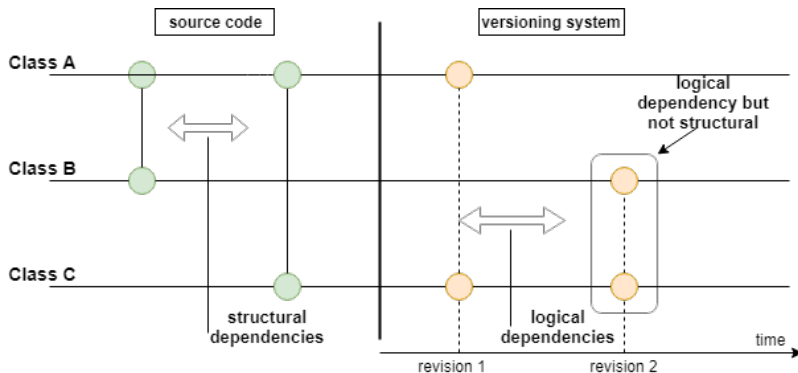 source code
versioning system
Class A
logical
dependency but
not structural
Class B
Class C
structural
dependencies
logical
dependencies
time
revision 1
revision 2